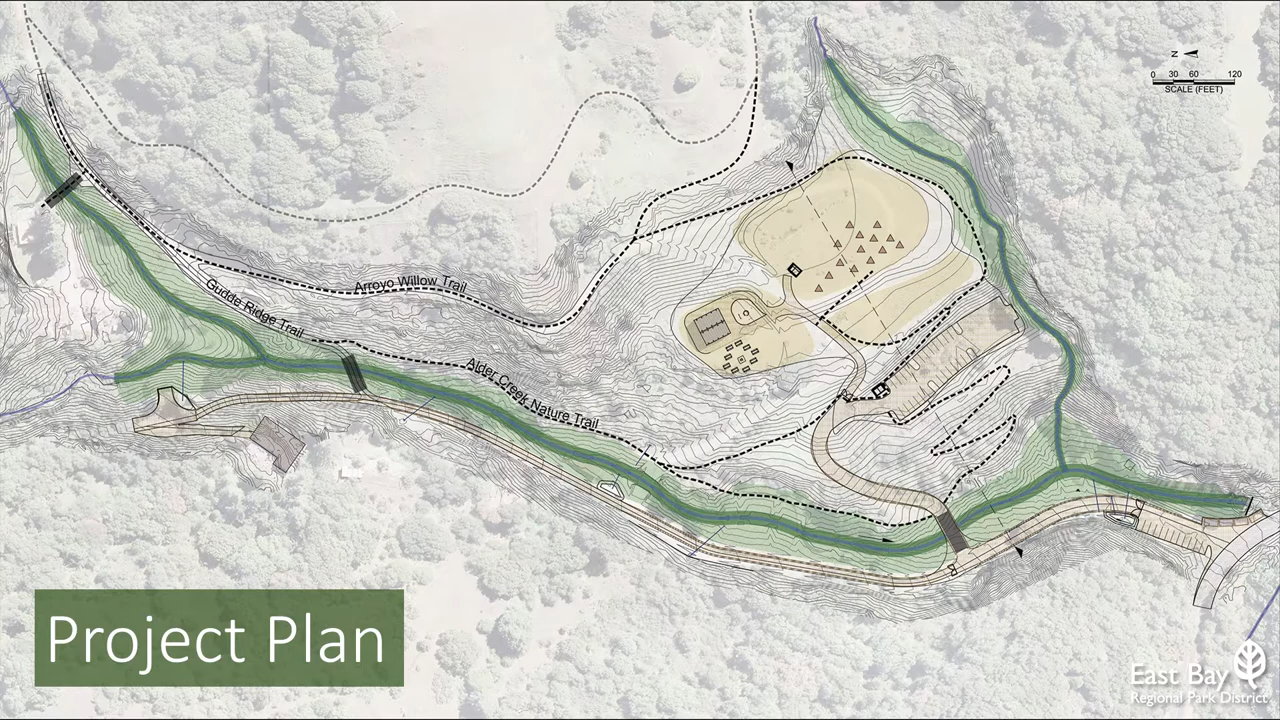 N
0 30 60 120
SCALE (FEET)
Arroyo Willow Trail
Gudde Ridge Trail
Alder Creek Nature Trail
Project Plan
East Bay
Regional Park District